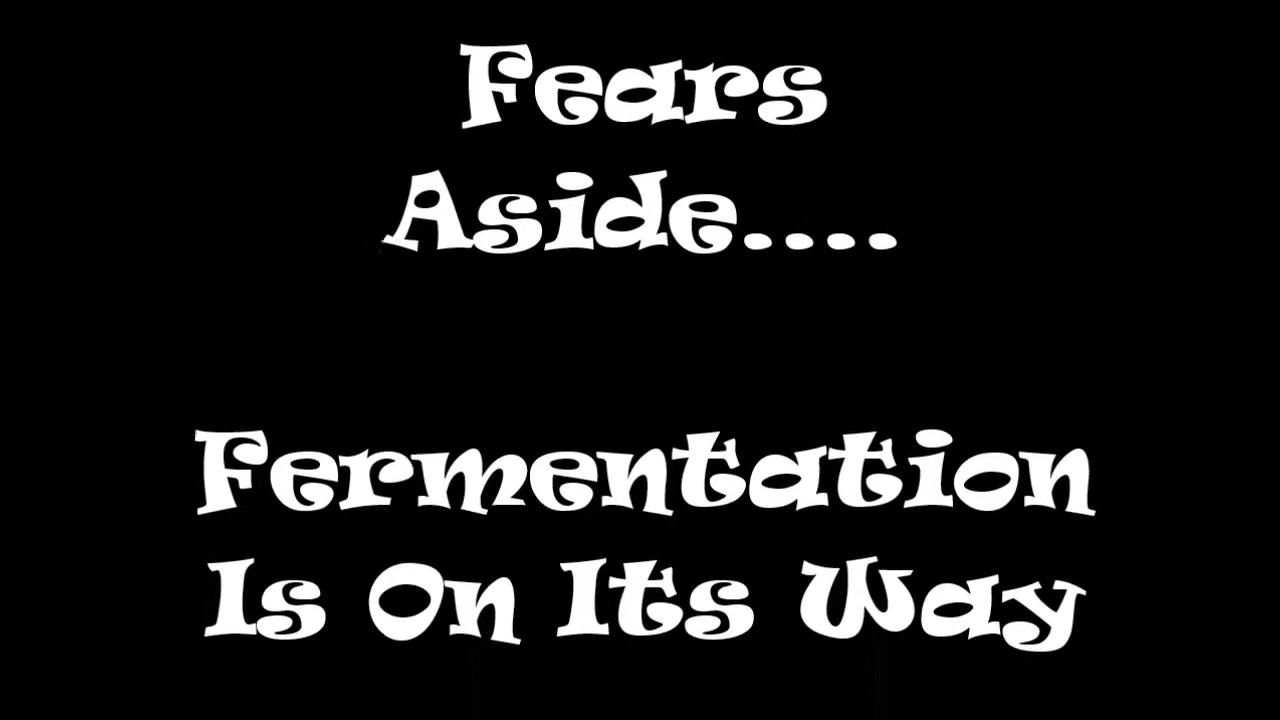 Fears
Aside....
Fermentation
Is On Its Way